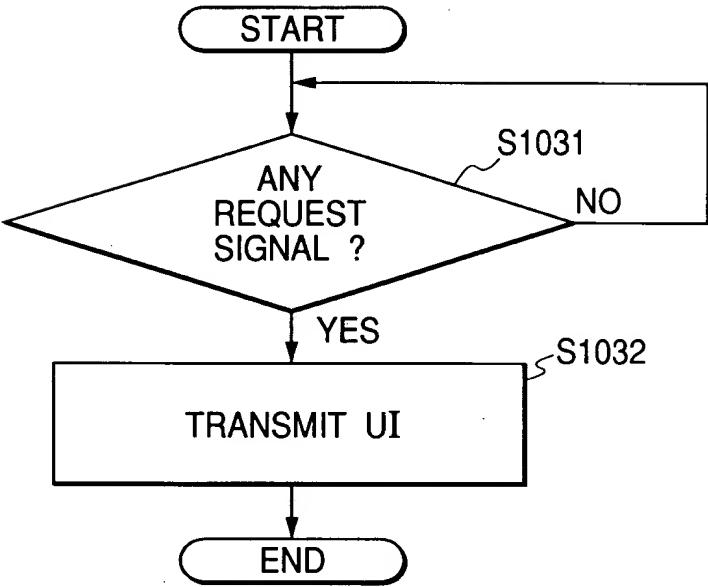 START
S1031
ANY
REQUEST
SIGNAL ?
NO
YES
S1032
TRANSMIT UI
END